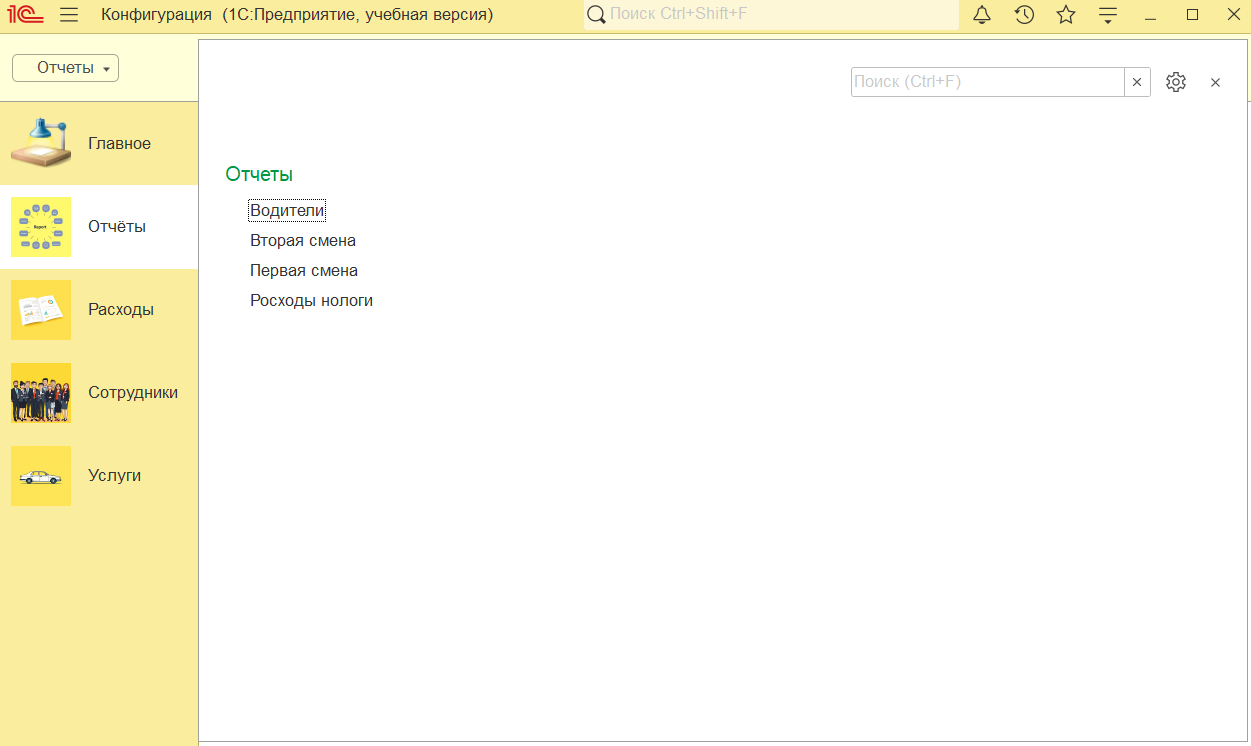 1С Конфигурация (1С:Предприятие, учебная версия) Поиск Ctrl+Shift+F
Отчеты
Поиск (Ctrl+F)
Главное
Отчёты
Расходы
Сотрудники
Услуги
Отчеты
Водители
Вторая смена
Первая смена
Росходы нологи
Report